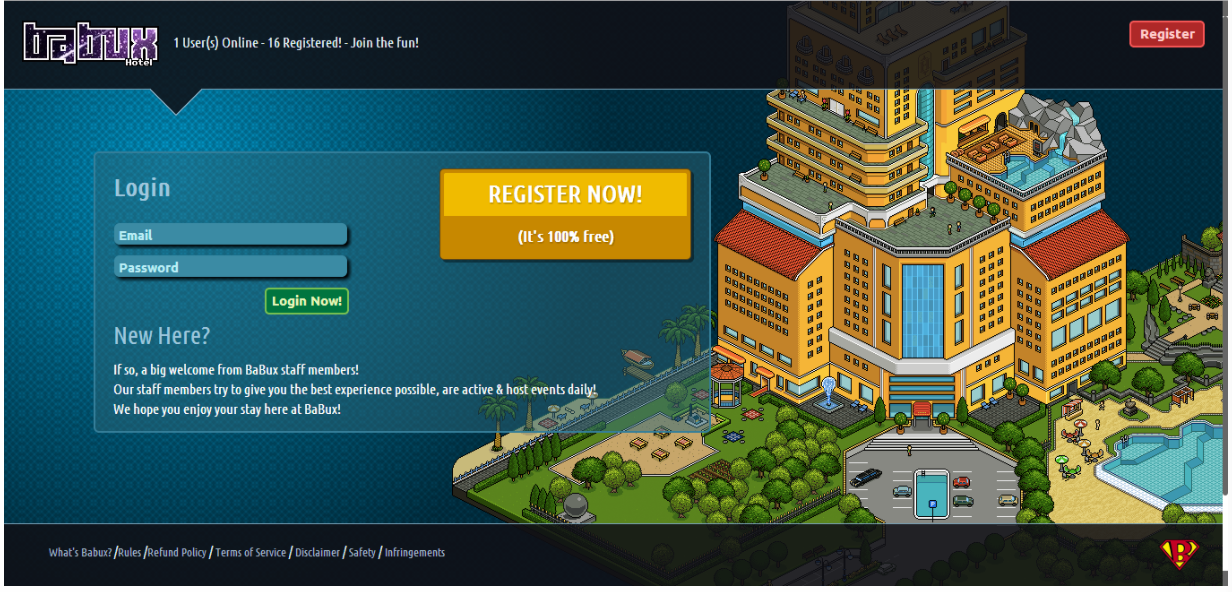 babux
Hotel
1 User(s) Online - 16 Registered! - Join the fun!
Register
Login
Email
Password
Login Now!
REGISTER NOW!
(It's 100% free)
New Here?
If so, a big welcome from BaBux staff members!
Our staff members try to give you the best experience possible, are active & host events daily!
We hope you enjoy your stay here at BaBux!
What's Babux? /Rules /Refund Policy / Terms of Service / Disclaimer / Safety / Infringements
B